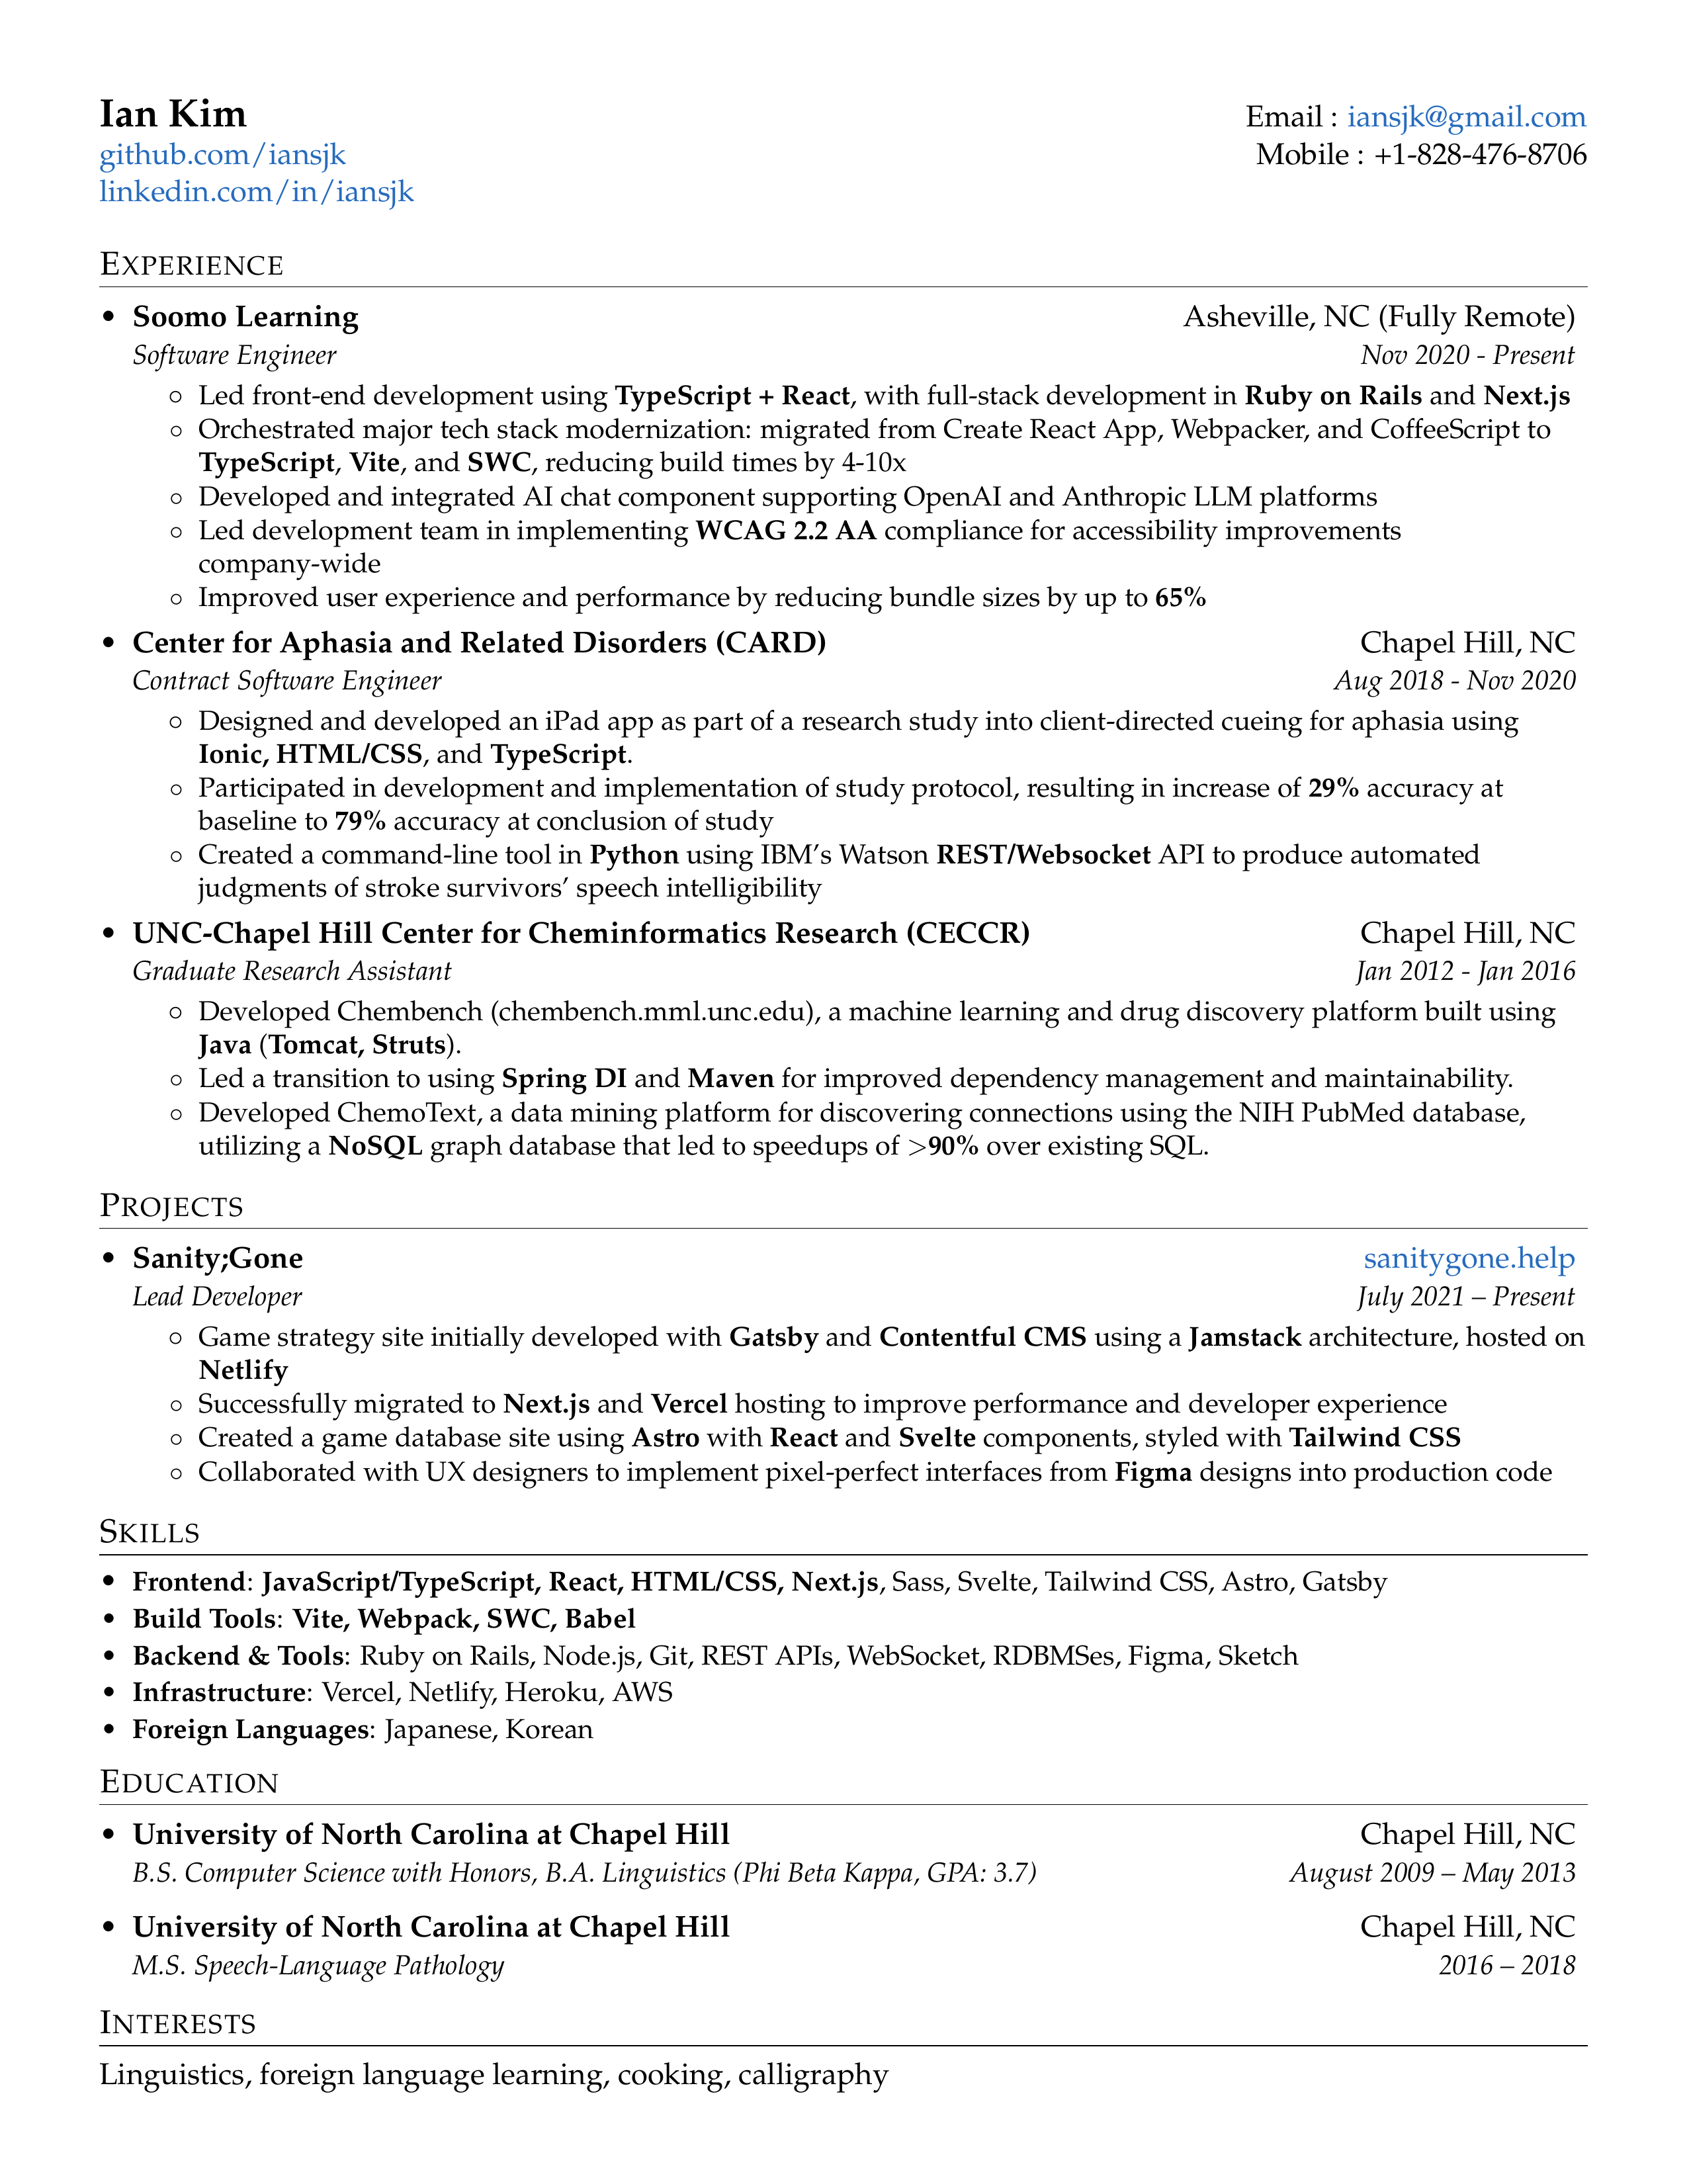 Ian Kim
github.com/iansjk
linkedin.com/in/iansjk
Email : iansjk@gmail.com
Mobile : +1-828-476-8706
EXPERIENCE
• Soomo Learning Asheville, NC (Fully Remote)
Software Engineer Nov 2020 - Present
◦ Led front-end development using TypeScript + React, with full-stack development in Ruby on Rails and Next.js
◦ Orchestrated major tech stack modernization: migrated from Create React App, Webpacker, and CoffeeScript to
TypeScript, Vite, and SWC, reducing build times by 4-10x
◦ Developed and integrated AI chat component supporting OpenAI and Anthropic LLM platforms
◦ Led development team in implementing WCAG 2.2 AA compliance for accessibility improvements
company-wide
◦ Improved user experience and performance by reducing bundle sizes by up to 65%
• Center for Aphasia and Related Disorders (CARD) Chapel Hill, NC
Contract Software Engineer Aug 2018 - Nov 2020
◦ Designed and developed an iPad app as part of a research study into client-directed cueing for aphasia using
Ionic, HTML/CSS, and TypeScript.
◦ Participated in development and implementation of study protocol, resulting in increase of 29% accuracy at
baseline to 79% accuracy at conclusion of study
◦ Created a command-line tool in Python using IBM's Watson REST/Websocket API to produce automated
judgments of stroke survivors' speech intelligibility
• UNC-Chapel Hill Center for Cheminformatics Research (CECCR) Chapel Hill, NC
Graduate Research Assistant Jan 2012 - Jan 2016
◦ Developed Chembench (chembench.mml.unc.edu), a machine learning and drug discovery platform built using
Java (Tomcat, Struts).
◦ Led a transition to using Spring DI and Maven for improved dependency management and maintainability.
◦ Developed ChemoText, a data mining platform for discovering connections using the NIH PubMed database,
utilizing a NoSQL graph database that led to speedups of >90% over existing SQL.
PROJECTS
• Sanity;Gone sanitygone.help
Lead Developer July 2021 – Present
◦ Game strategy site initially developed with Gatsby and Contentful CMS using a Jamstack architecture, hosted on
Netlify
◦ Successfully migrated to Next.js and Vercel hosting to improve performance and developer experience
◦ Created a game database site using Astro with React and Svelte components, styled with Tailwind CSS
◦ Collaborated with UX designers to implement pixel-perfect interfaces from Figma designs into production code
SKILLS
• Frontend: JavaScript/TypeScript, React, HTML/CSS, Next.js, Sass, Svelte, Tailwind CSS, Astro, Gatsby
• Build Tools: Vite, Webpack, SWC, Babel
• Backend & Tools: Ruby on Rails, Node.js, Git, REST APIs, WebSocket, RDBMSes, Figma, Sketch
• Infrastructure: Vercel, Netlify, Heroku, AWS
• Foreign Languages: Japanese, Korean
EDUCATION
• University of North Carolina at Chapel Hill Chapel Hill, NC
B.S. Computer Science with Honors, B.A. Linguistics (Phi Beta Kappa, GPA: 3.7) August 2009 – May 2013
• University of North Carolina at Chapel Hill Chapel Hill, NC
M.S. Speech-Language Pathology 2016 – 2018
INTERESTS
Linguistics, foreign language learning, cooking, calligraphy